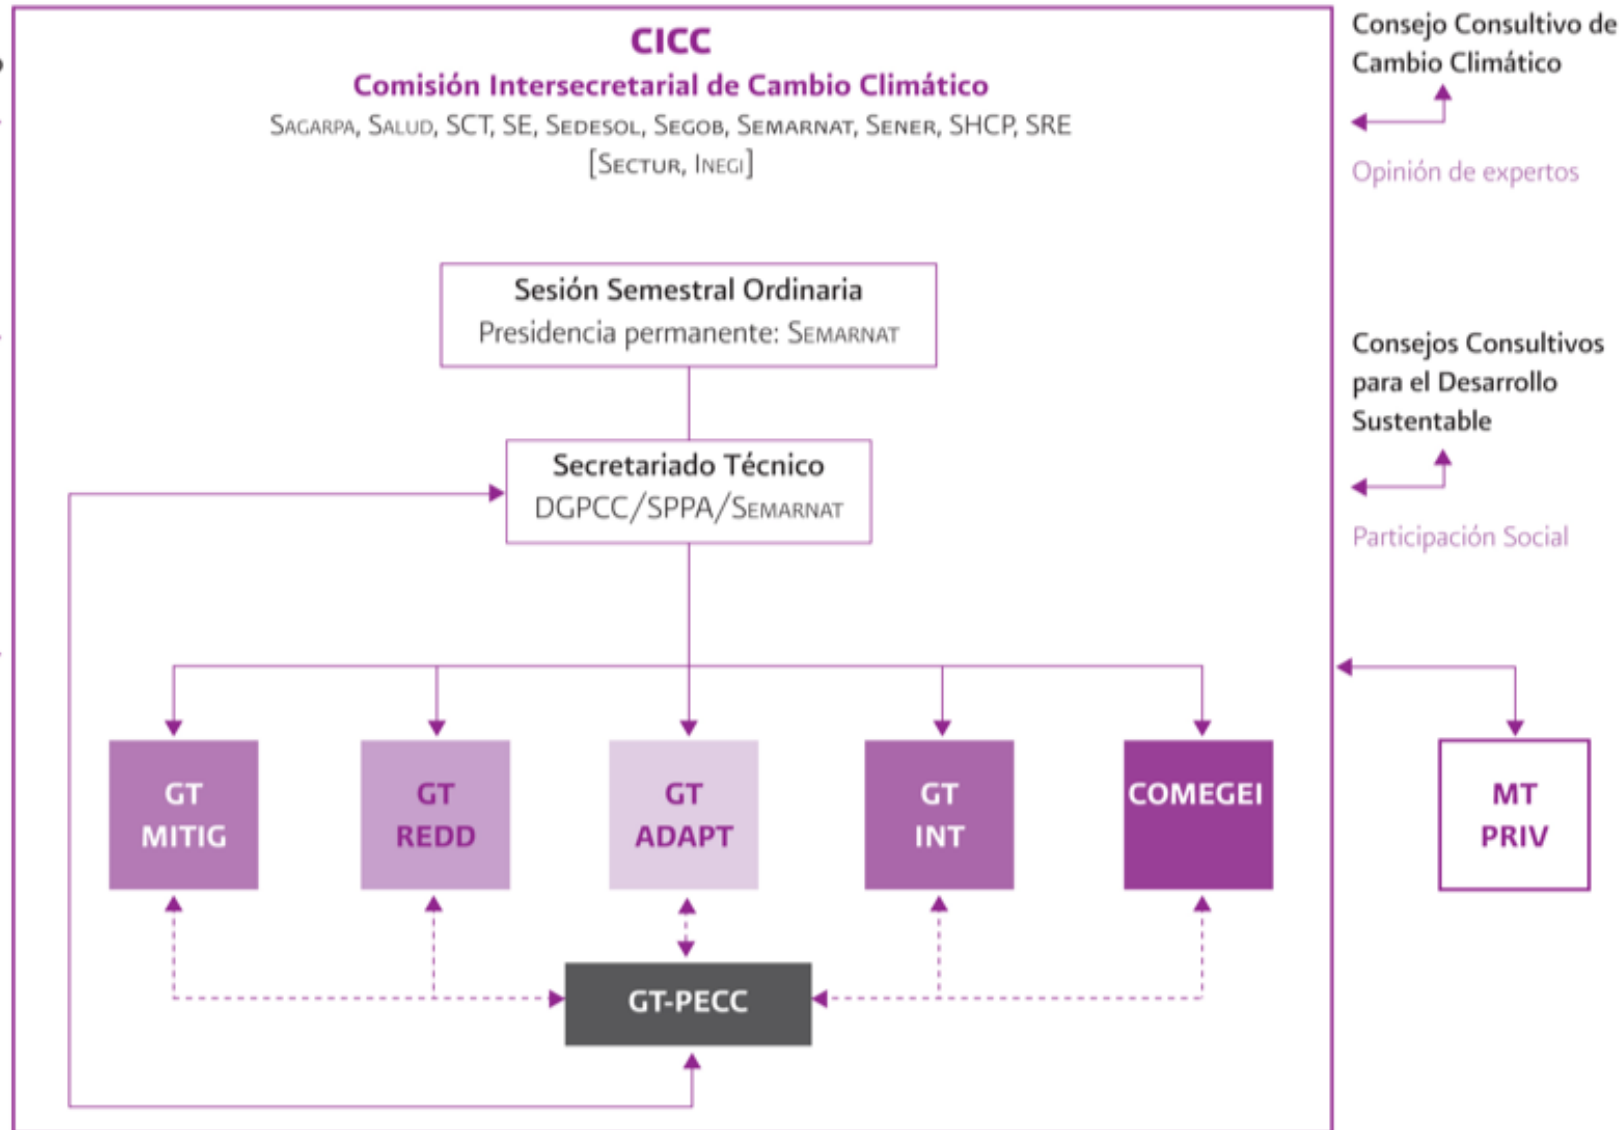 CICC
Comisión Intersecretarial de Cambio Climático
SAGARPA, SALUD, SCT, SE, SEDESOL, SEGOB, SEMARNAT, SENER, SHCP, SRE
[SECTUR, INEGI]
Sesión Semestral Ordinaria
Presidencia permanente: SEMARNAT
Secretariado Técnico
DGPCC/SPPA/SEMARNAT
GT
MITIG
GT
REDD
GT
ADAPT
GT
INT
COMEGEI
GT-PECC
Consejo Consultivo de
Cambio Climático
Opinión de expertos
Consejos Consultivos
para el Desarrollo
Sustentable
Participación Social
MT
PRIV